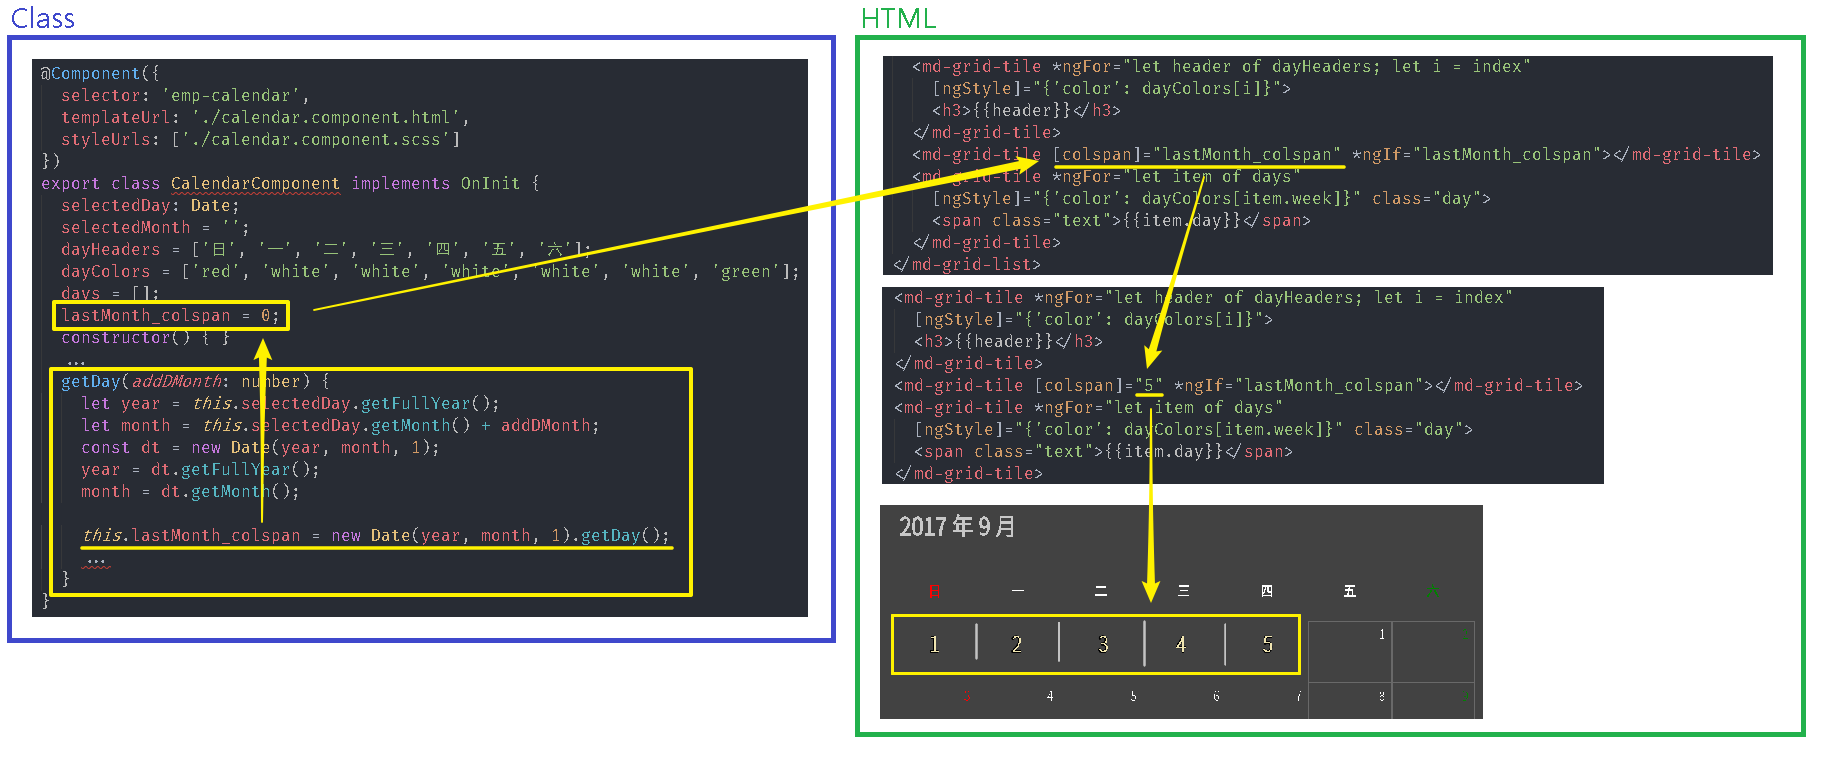 Class
@Component({
selector: 'emp-calendar',
templateUrl: './calendar.component.html',
styleUrls: ['./calendar.component.scss']
})
export class CalendarComponent implements OnInit {
selectedDay: Date;
selectedMonth = '';
dayHeaders = ['日', '一', '二', '三', '四', '五', '六'];
dayColors = ['red', 'white', 'white', 'white', 'white', 'white', 'green'];
days = [];
lastMonth_colspan = 0;
constructor() { }
...
getDay(addDMonth: number) {
let year = this.selectedDay.getFullYear();
let month = this.selectedDay.getMonth() + addDMonth;
const dt = new Date(year, month, 1);
year = dt.getFullYear();
month = dt.getMonth();
this.lastMonth_colspan = new Date(year, month, 1).getDay();
...
}
}
HTML
<md-grid-tile *ngFor="let header of dayHeaders; let i = index"
[ngStyle]="{'color': dayColors[i]}">
<h3>{{header}}</h3>
</md-grid-tile>
<md-grid-tile [colspan]="lastMonth_colspan" *ngIf="lastMonth_colspan"></md-grid-tile>
<md-grid-tile *ngFor="let item of days"
[ngStyle]="{'color': dayColors[item.week]}" class="day">
<span class="text">{{item.day}}</span>
</md-grid-tile>
</md-grid-list>
<md-grid-tile *ngFor="let header of dayHeaders; let i = index"
[ngStyle]="{'color': dayColors[i]}">
<h3>{{header}}</h3>
</md-grid-tile>
<md-grid-tile [colspan]="5" *ngIf="lastMonth_colspan"></md-grid-tile>
<md-grid-tile *ngFor="let item of days"
[ngStyle]="{'color': dayColors[item.week]}" class="day">
<span class="text">{{item.day}}</span>
</md-grid-tile>
2017 年 9 月
日 一 二 三 四 五 六
1 2 3 4 5 1
4 5 6 7 8